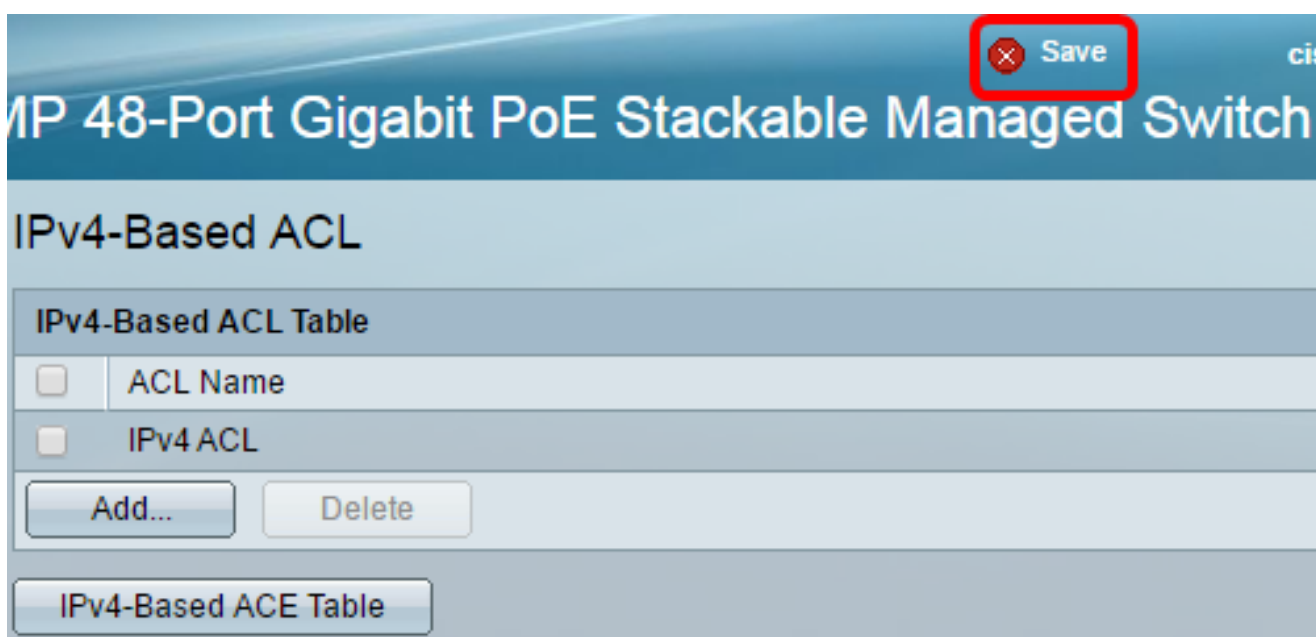 Save
cis
MP 48-Port Gigabit PoE Stackable Managed Switch
IPv4-Based ACL
IPv4-Based ACL Table
ACL Name
IPv4 ACL
Add... Delete
IPv4-Based ACE Table